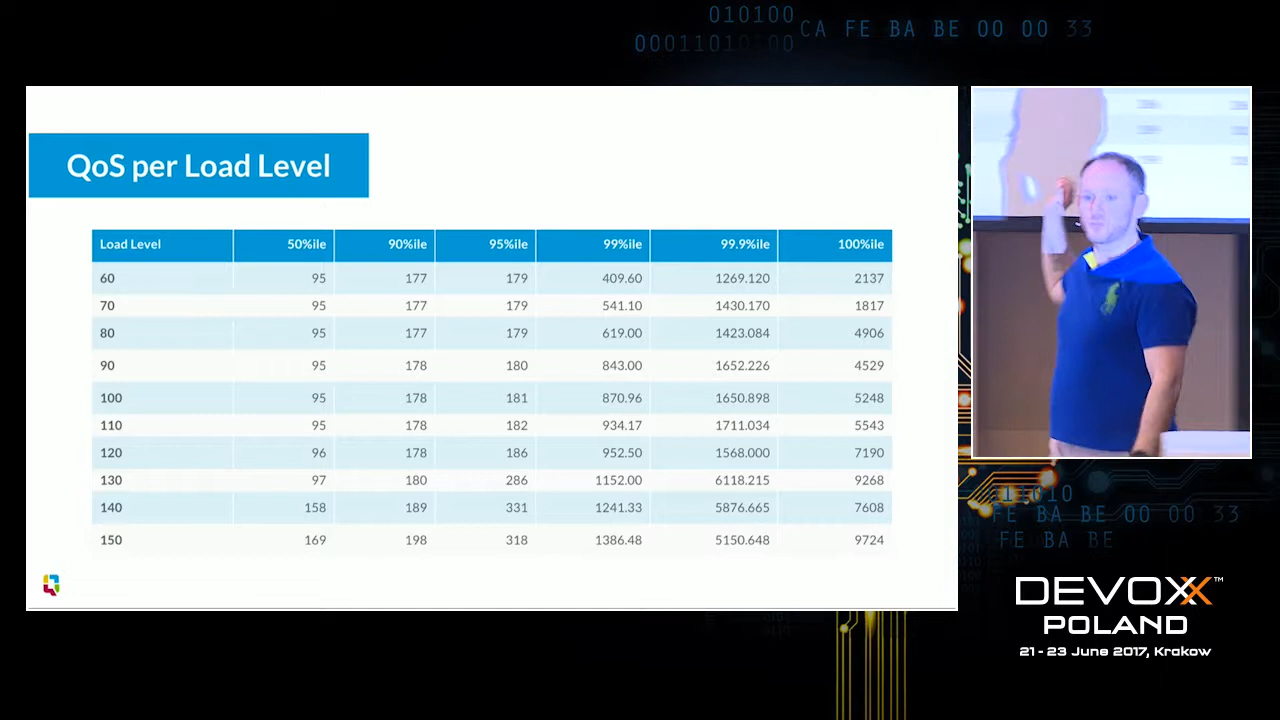 010100
CA FE BA BE 00 00 33
00011010
QoS per Load Level
Load Level 50%ile 90%ile 95%ile 99%ile 99.9%ile 100%ile
60 95 177 179 409.60 1269.120 2137
70 95 177 179 541.10 1430.170 1817
80 95 177 179 619.00 1423.084 4906
90 95 178 180 843.00 1652.226 4529
100 95 178 181 870.96 1650.898 5248
110 95 178 182 934.17 1711.034 5543
120 96 178 186 952.50 1568.000 7190
130 97 180 286 1152.00 6118.215 9268
140 158 189 331 1241.33 5876.665 7608
150 169 198 318 1386.48 5150.648 9724
FE BA BE 00 00 33
FE BA BE
DEVOXX™
POLAND
21 - 23 June 2017, Krakow